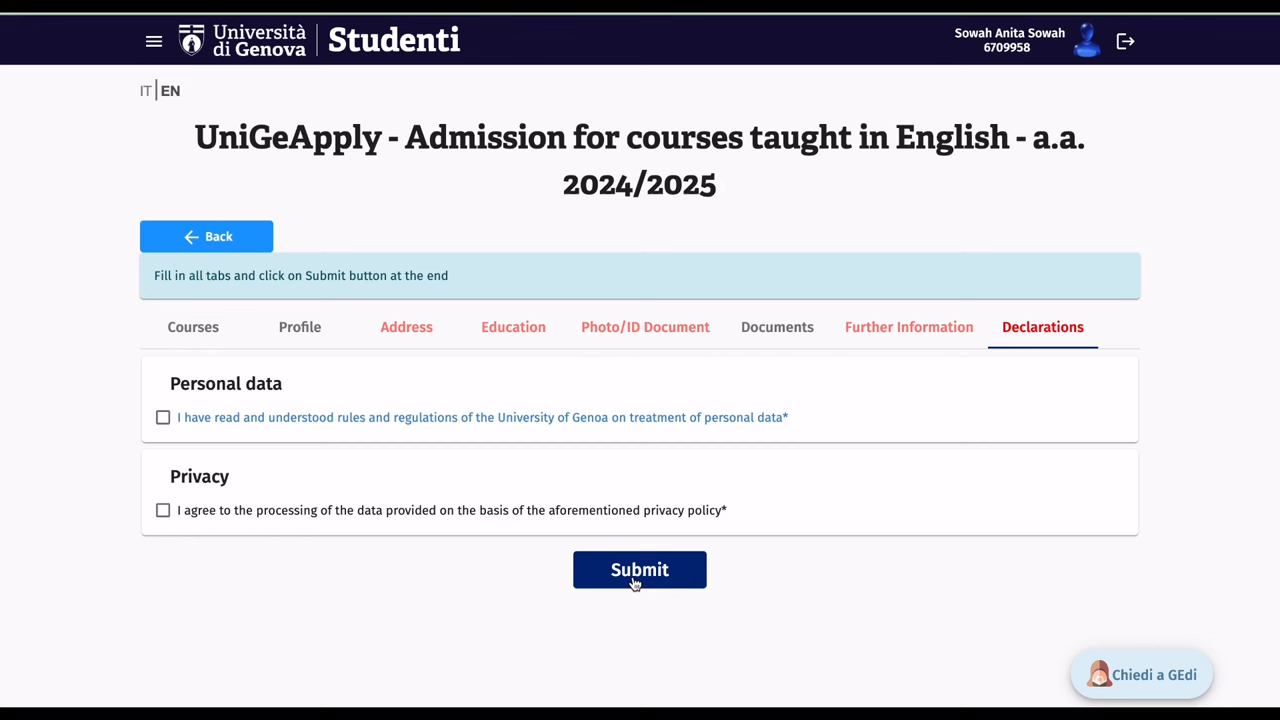 Università
di Genova
Studenti
Sowah Anita Sowah
6709958
IT|EN
UniGeApply - Admission for courses taught in English - a.a.
2024/2025
← Back
Fill in all tabs and click on Submit button at the end
Courses Profile Address Education Photo/ID Document Documents Further Information Declarations
Personal data
I have read and understood rules and regulations of the University of Genoa on treatment of personal data*
Privacy
I agree to the processing of the data provided on the basis of the aforementioned privacy policy*
Submit
Chiedi a GEdi